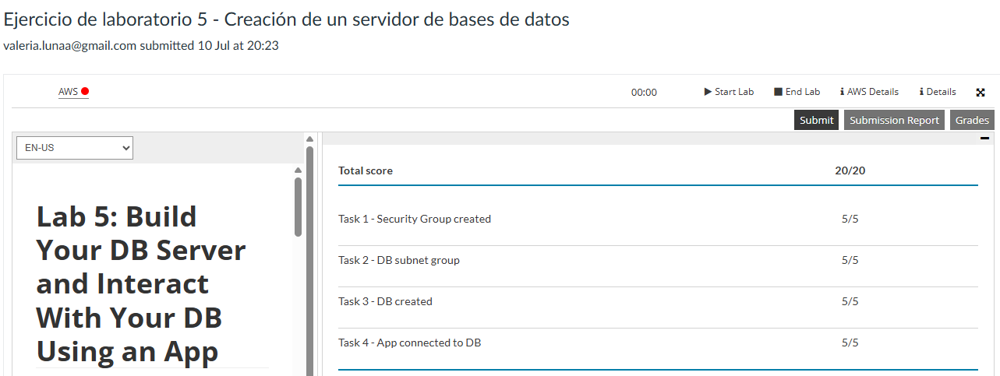 Ejercicio de laboratorio 5 - Creación de un servidor de bases de datos
valeria.lunaa@gmail.com submitted 10 Jul at 20:23
AWS
00:00
Start Lab
End Lab
AWS Details
Details
Submit
Submission Report
Grades
EN-US
Lab 5: Build
Your DB Server
and Interact
With Your DB
Using an App
Total score 20/20
Task 1 - Security Group created 5/5
Task 2 - DB subnet group 5/5
Task 3 - DB created 5/5
Task 4 - App connected to DB 5/5